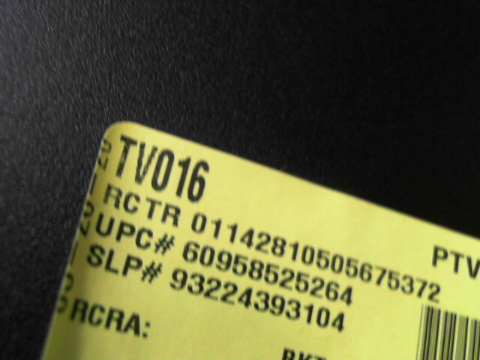 TV016
RCTR 01142810505675372
PTV
UPC# 60958525264
SLP# 93224393104
RCRA: